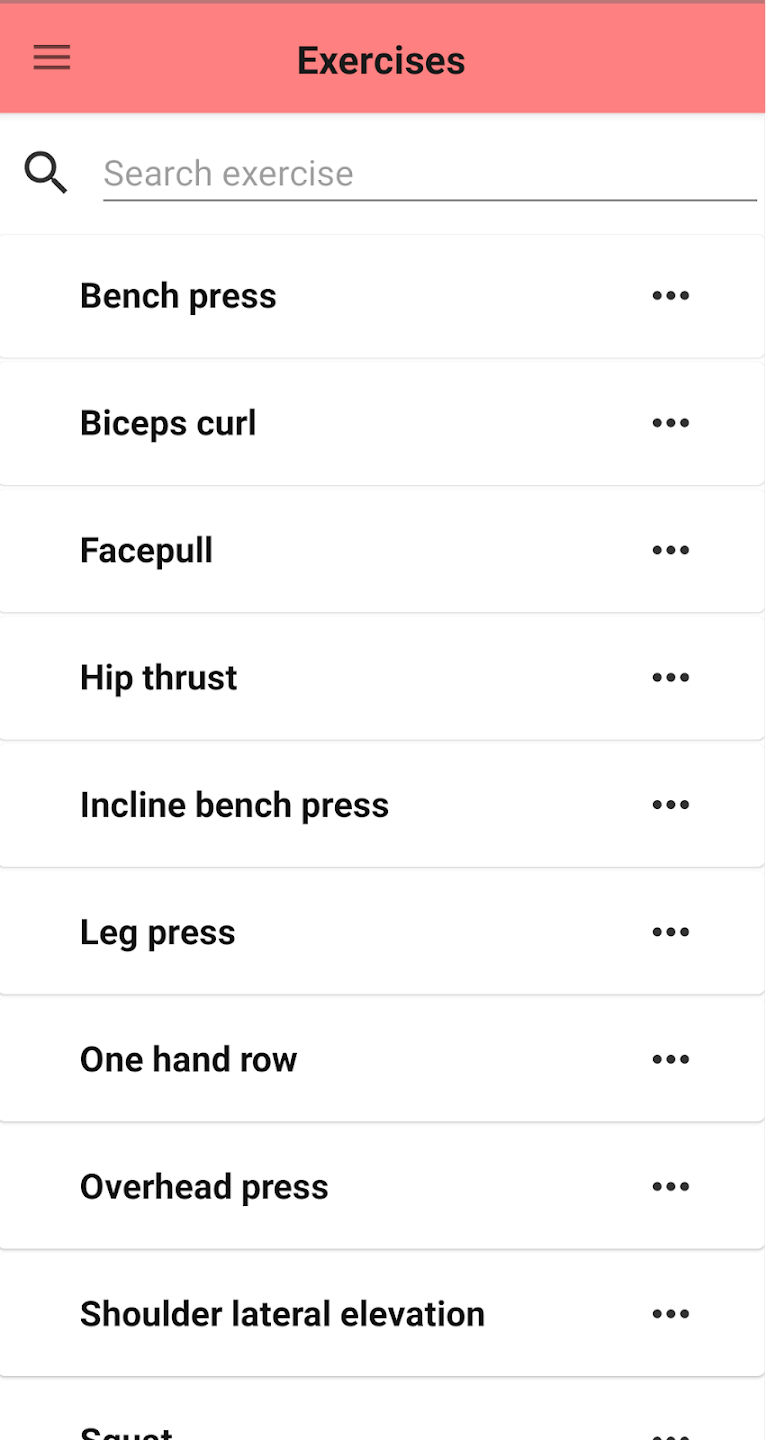 Exercises
Search exercise
Bench press
Biceps curl
Facepull
Hip thrust
Incline bench press
Leg press
One hand row
Overhead press
Shoulder lateral elevation
Squat